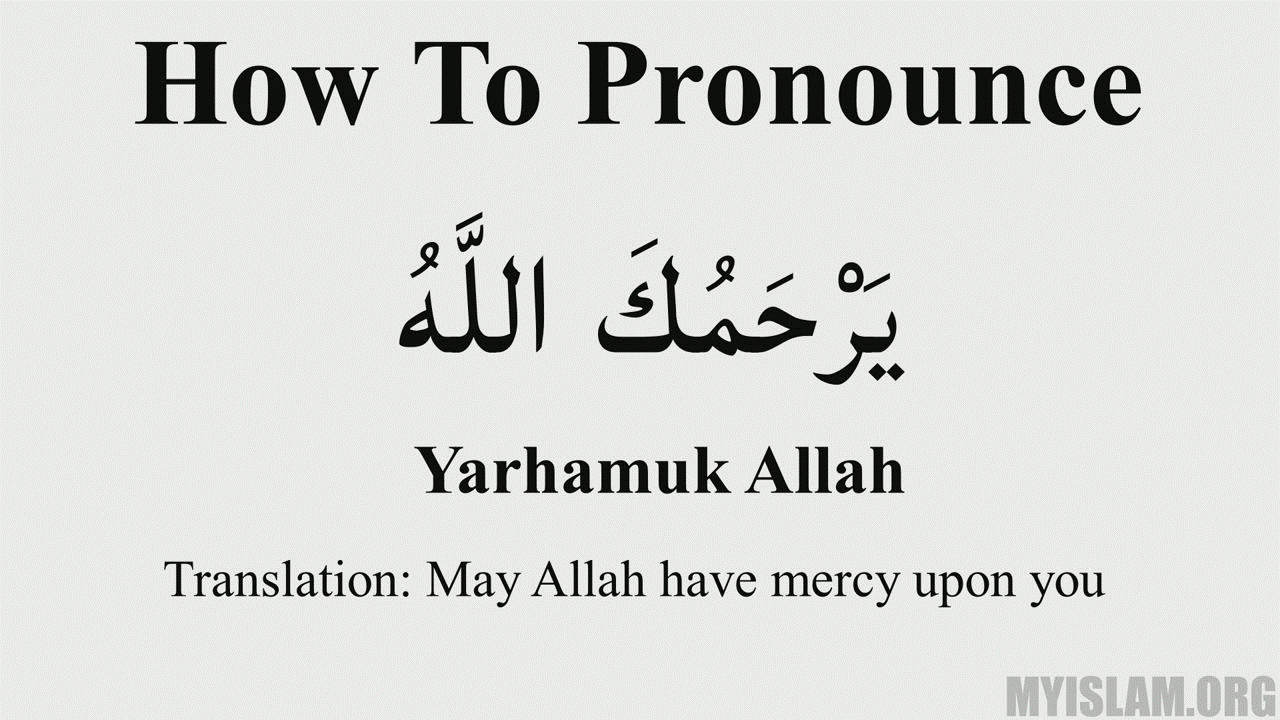 How To Pronounce
يَرْحَمُكَ اللَّهُ
Yarhamuk Allah
Translation: May Allah have mercy upon you
MYISLAM.ORG